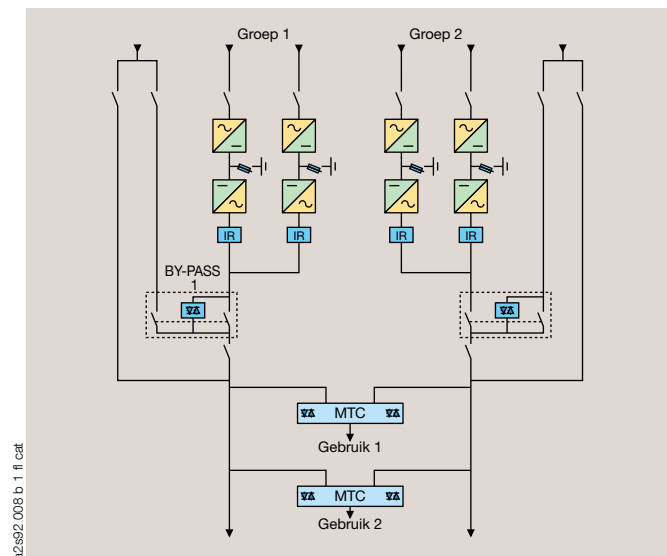 Groep 1
Groep 2
IR
IR
IR
IR
BY-PASS
1
MTC
Gebruik 1
MTC
Gebruik 2
a2s92 008 b 1 fl cat